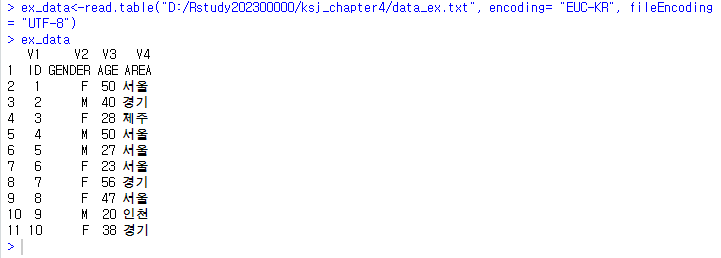 > ex_data<-read.table("D:/Rstudy202300000/ksj_chapter4/data_ex.txt", encoding= "EUC-KR", fileEncoding
= "UTF-8")
> ex_data
V1 V2 V3 V4
1 ID GENDER AGE AREA
2 1 F 50 서울
3 2 M 40 경기
4 3 F 28 제주
5 4 M 50 서울
6 5 M 27 서울
7 6 F 23 서울
8 7 F 56 경기
9 8 F 47 서울
10 9 M 20 인천
11 10 F 38 경기
>